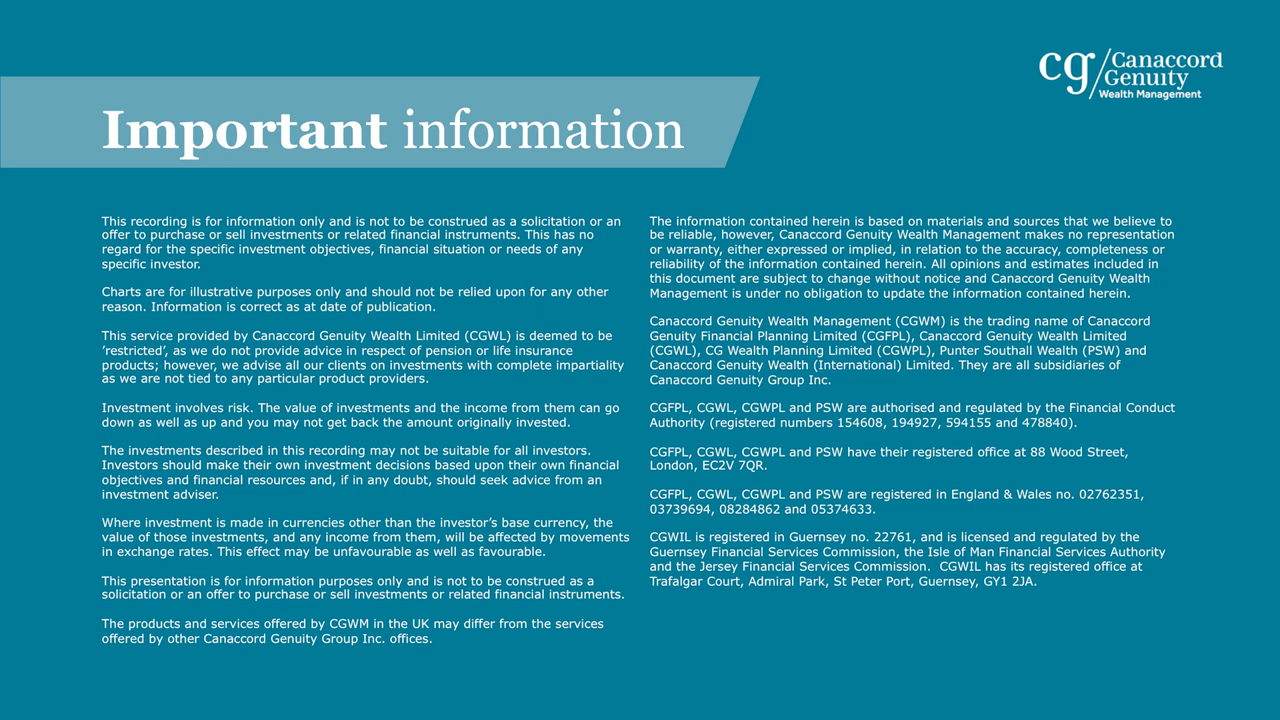 cg/Canaccord
Genuity
Wealth Management
Important information
This recording is for information only and is not to be construed as a solicitation or an
offer to purchase or sell investments or related financial instruments. This has no
regard for the specific investment objectives, financial situation or needs of any
specific investor.
Charts are for illustrative purposes only and should not be relied upon for any other
reason. Information is correct as at date of publication.
This service provided by Canaccord Genuity Wealth Limited (CGWL) is deemed to be
‘restricted’, as we do not provide advice in respect of pension or life insurance
products; however, we advise all our clients on investments with complete impartiality
as we are not tied to any particular product providers.
Investment involves risk. The value of investments and the income from them can go
down as well as up and you may not get back the amount originally invested.
The investments described in this recording may not be suitable for all investors.
Investors should make their own investment decisions based upon their own financial
objectives and financial resources and, if in any doubt, should seek advice from an
investment adviser.
Where investment is made in currencies other than the investor’s base currency, the
value of those investments, and any income from them, will be affected by movements
in exchange rates. This effect may be unfavourable as well as favourable.
This presentation is for information purposes only and is not to be construed as a
solicitation or an offer to purchase or sell investments or related financial instruments.
The products and services offered by CGWM in the UK may differ from the services
offered by other Canaccord Genuity Group Inc. offices.
The information contained herein is based on materials and sources that we believe to
be reliable, however, Canaccord Genuity Wealth Management makes no representation
or warranty, either expressed or implied, in relation to the accuracy, completeness or
reliability of the information contained herein. All opinions and estimates included in
this document are subject to change without notice and Canaccord Genuity Wealth
Management is under no obligation to update the information contained herein.
Canaccord Genuity Wealth Management (CGWM) is the trading name of Canaccord
Genuity Financial Planning Limited (CGFPL), Canaccord Genuity Wealth Limited
(CGWL), CG Wealth Planning Limited (CGWPL), Punter Southall Wealth (PSW) and
Canaccord Genuity Wealth (International) Limited. They are all subsidiaries of
Canaccord Genuity Group Inc.
CGFPL, CGWL, CGWPL and PSW are authorised and regulated by the Financial Conduct
Authority (registered numbers 154608, 194927, 594155 and 478840).
CGFPL, CGWL, CGWPL and PSW have their registered office at 88 Wood Street,
London, EC2V 7QR.
CGFPL, CGWL, CGWPL and PSW are registered in England & Wales no. 02762351,
03739694, 08284862 and 05374633.
CGWIL is registered in Guernsey no. 22761, and is licensed and regulated by the
Guernsey Financial Services Commission, the Isle of Man Financial Services Authority
and the Jersey Financial Services Commission.  CGWIL has its registered office at
Trafalgar Court, Admiral Park, St Peter Port, Guernsey, GY1 2JA.